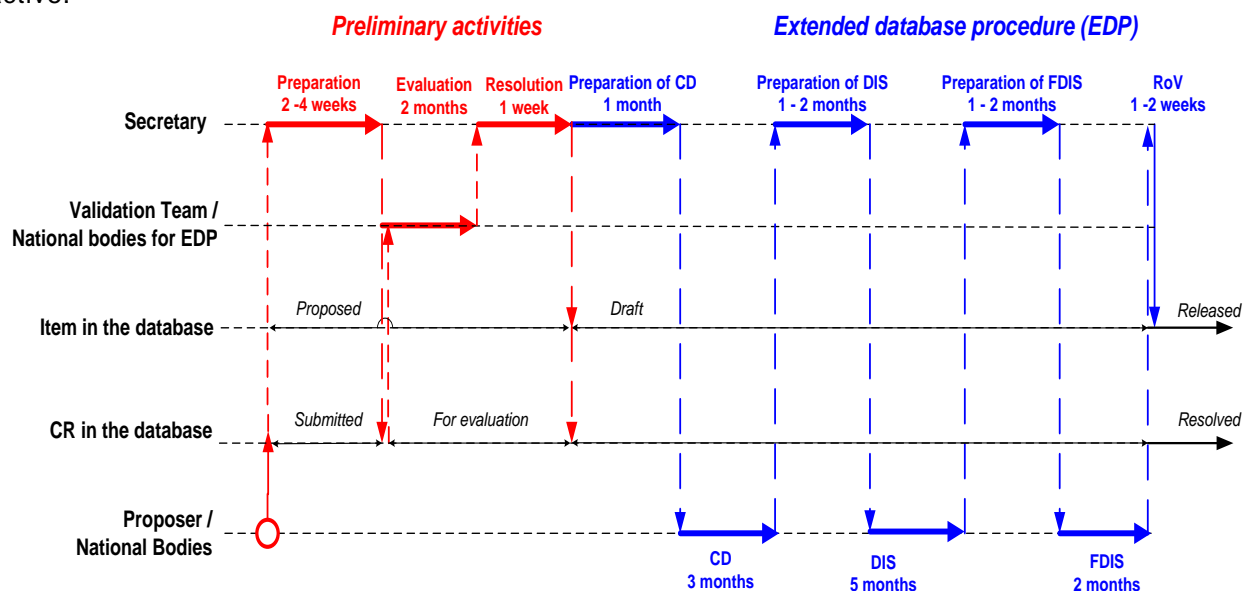 Preliminary activities
Extended database procedure (EDP)
Preparation
2 -4 weeks
Evaluation
2 months
Resolution
1 week
Preparation of CD
1 month
Preparation of DIS
1 - 2 months
Preparation of FDIS
1 - 2 months
RoV
1 -2 weeks
Secretary
Validation Team /
National bodies for EDP
Proposed
Draft
Released
Item in the database
Submitted
For evaluation
Resolved
CR in the database
Proposer /
National Bodies
CD
3 months
DIS
5 months
FDIS
2 months